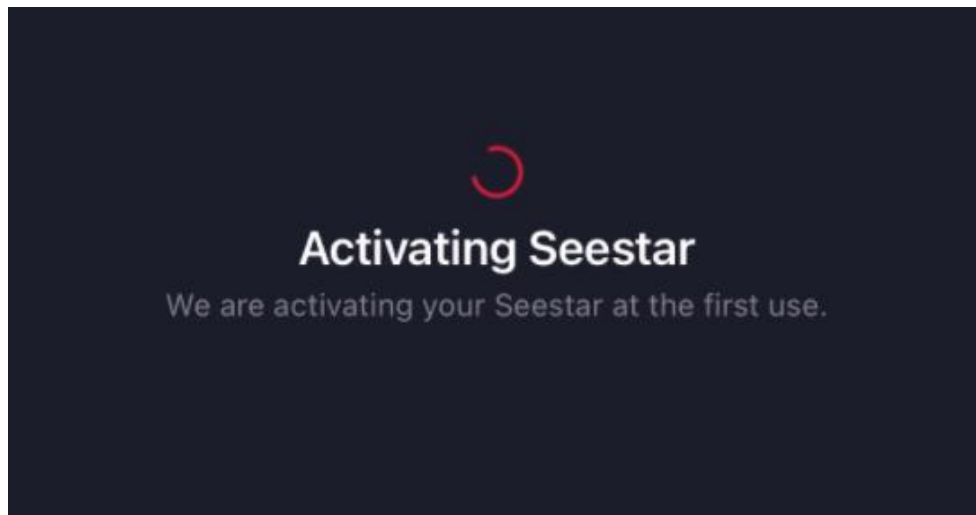 Activating Seestar
We are activating your Seestar at the first use.